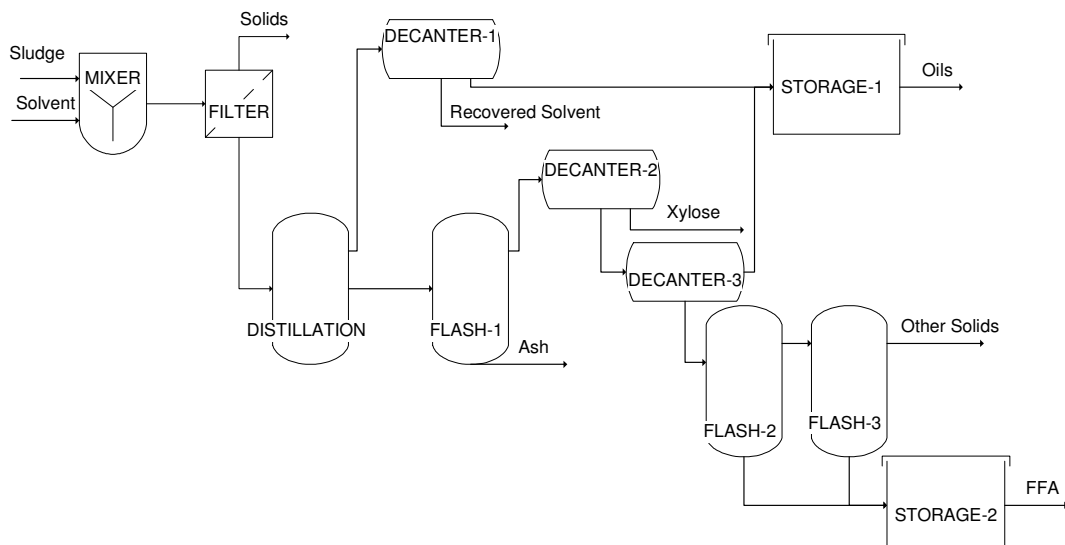 Solids
DECANTER-1
Sludge
MIXER
Oils
STORAGE-1
Solvent
FILTER
Recovered Solvent
DECANTER-2
Xylose
DECANTER-3
DISTILLATION
FLASH-1
Other Solids
Ash
FLASH-2
FLASH-3
FFA
STORAGE-2